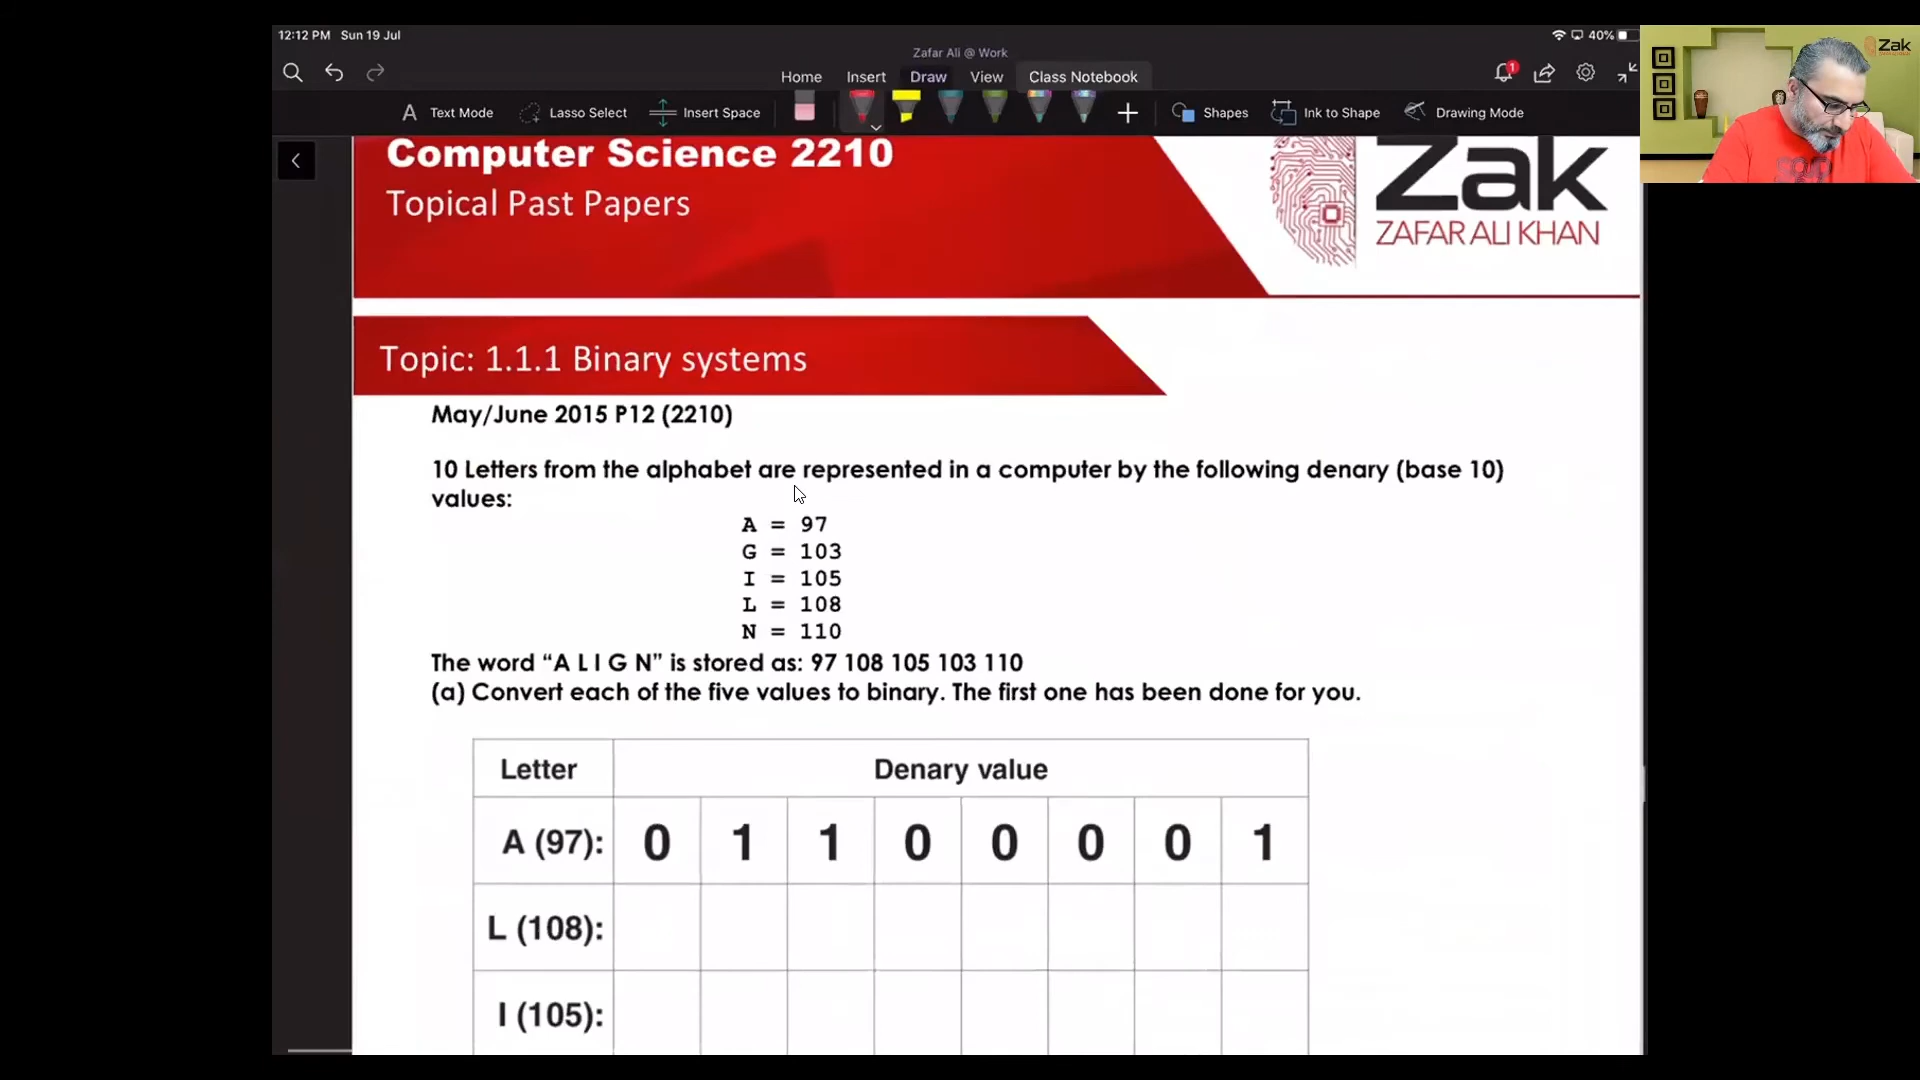 12:12 PM Sun 19 Jul
40%
Zak
Zafar Ali @ Work
Home Insert Draw View Class Notebook
1
A Text Mode Lasso Select Insert Space Shapes Ink to Shape Drawing Mode
Computer Science 2210
Topical Past Papers
Zak
ZAFAR ALI KHAN
Topic: 1.1.1 Binary systems
May/June 2015 P12 (2210)
10 Letters from the alphabet are represented in a computer by the following denary (base 10)
values:
A = 97
G = 103
I = 105
L = 108
N = 110
The word “A L I G N” is stored as: 97 108 105 103 110
(a) Convert each of the five values to binary. The first one has been done for you.
Letter Denary value
A (97): 0 1 1 0 0 0 0 1
L (108):
I (105):